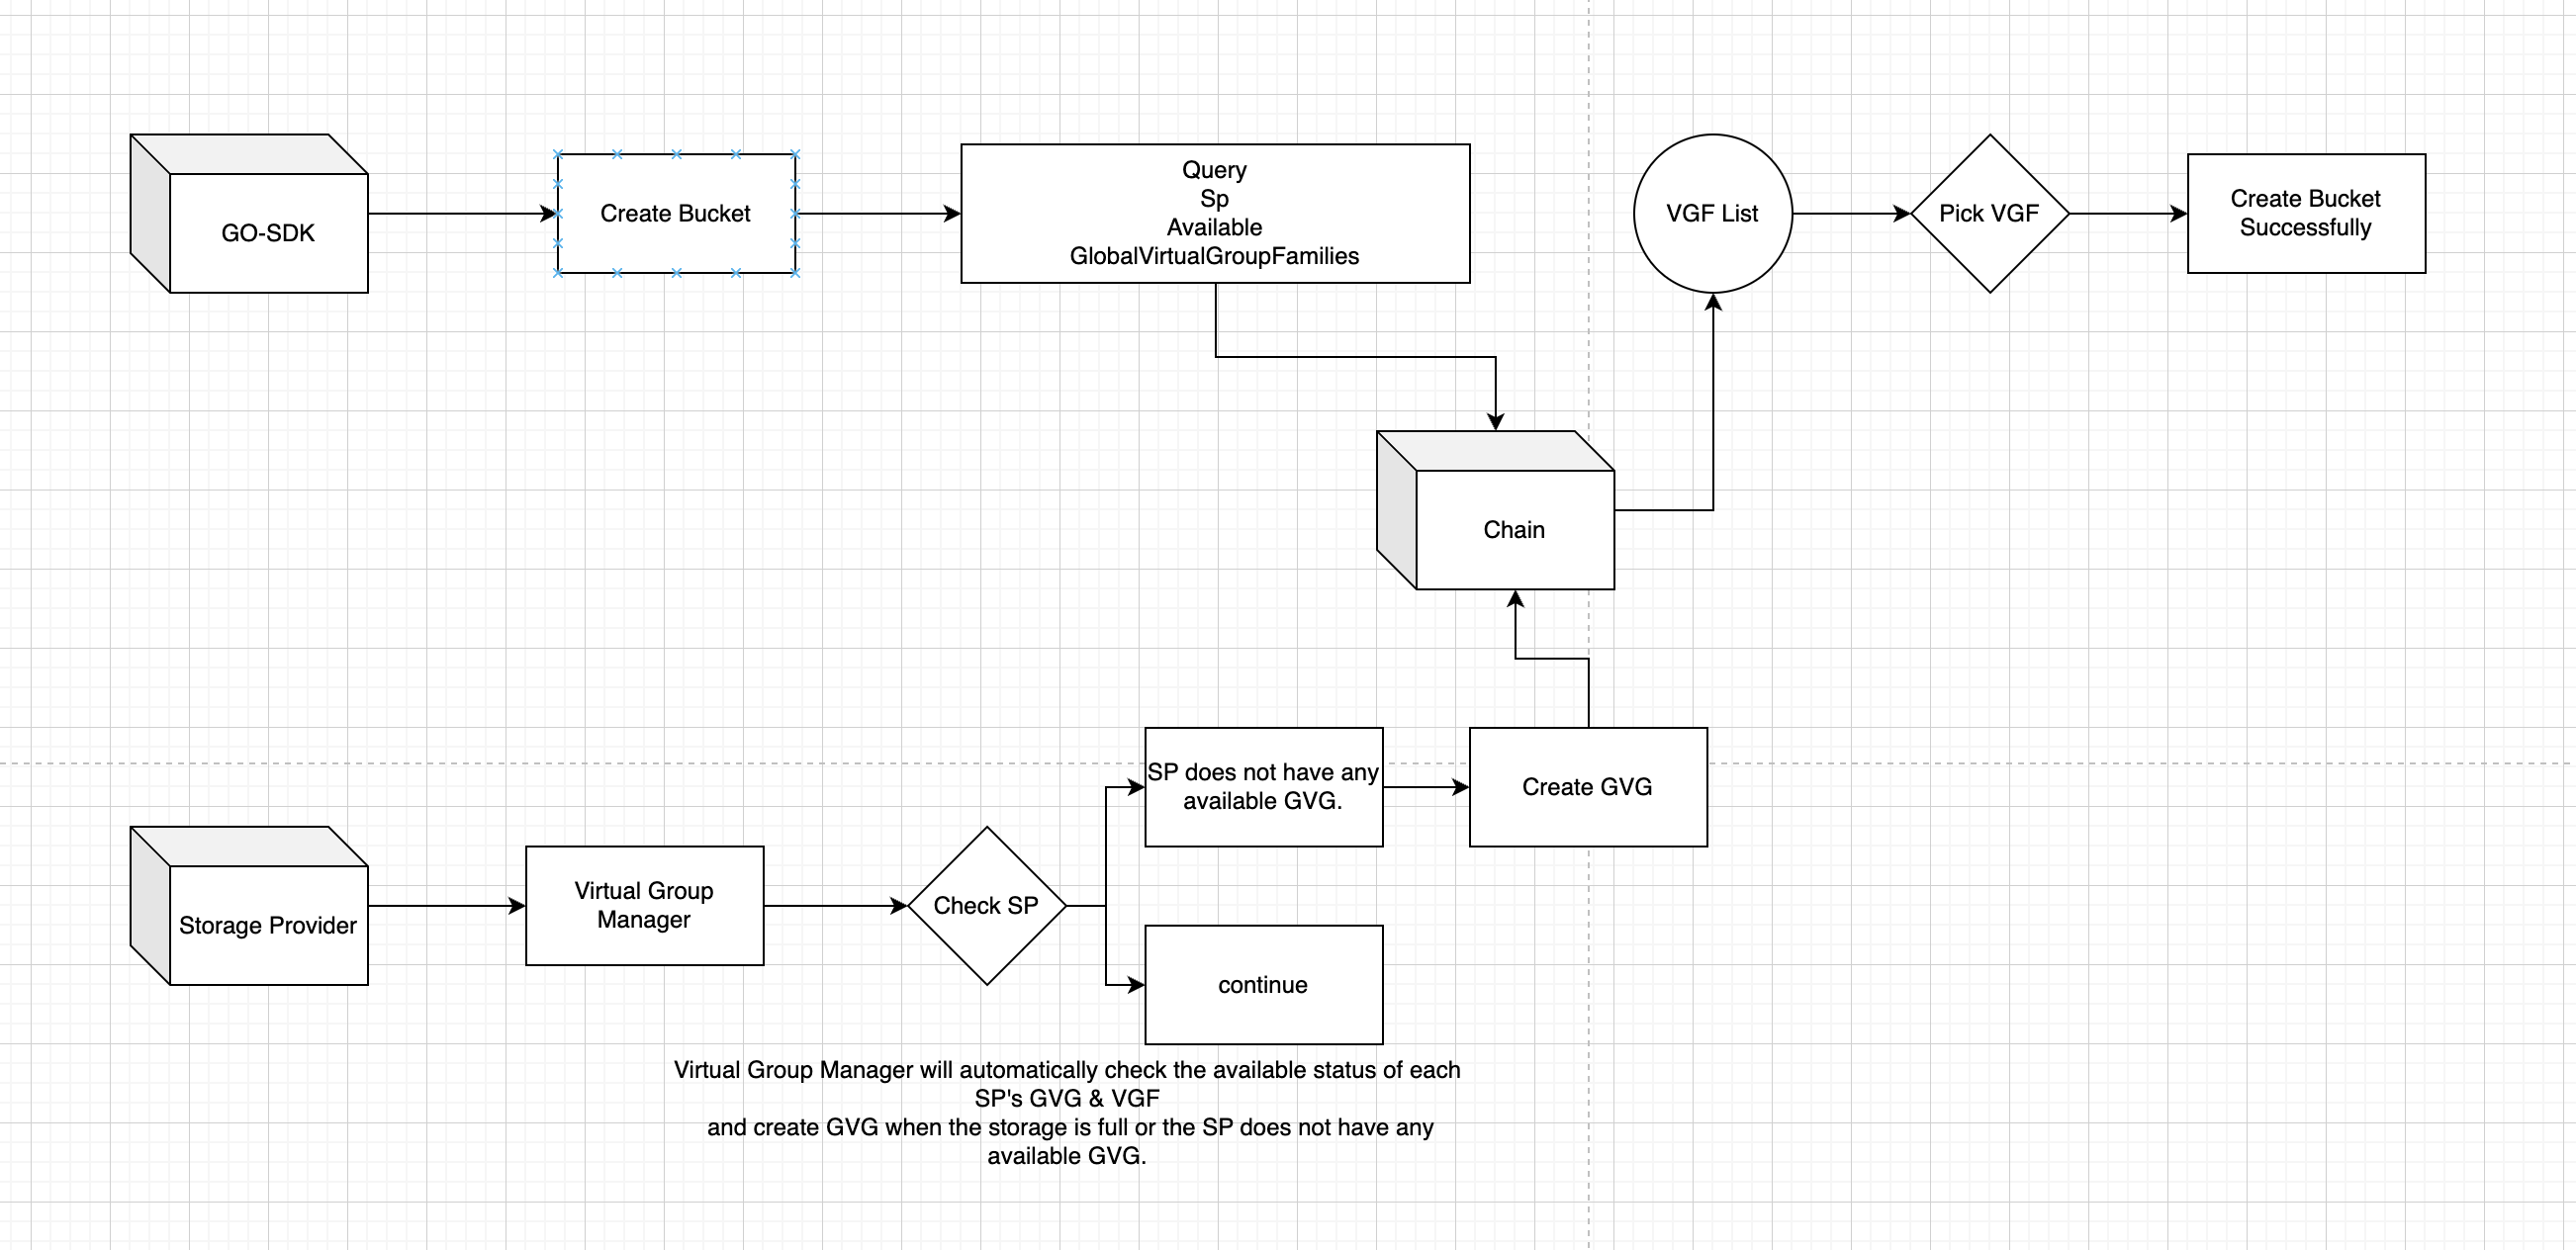 GO-SDK
Create Bucket
Query
Sp
Available
GlobalVirtualGroupFamilies
VGF List
Pick VGF
Create Bucket
Successfully
Chain
SP does not have any
available GVG.
Create GVG
Storage Provider
Virtual Group
Manager
Check SP
continue
Virtual Group Manager will automatically check the available status of each
SP's GVG & VGF
and create GVG when the storage is full or the SP does not have any
available GVG.